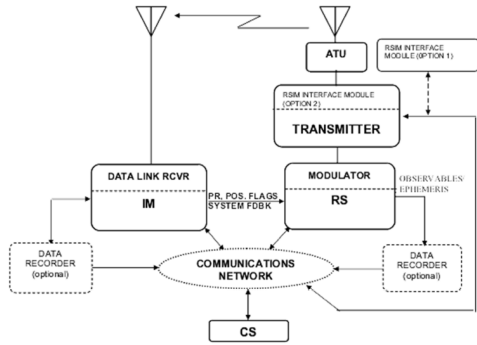 ATU
RSIM INTERFACE
MODULE (OPTION 1)
RSIM INTERFACE MODULE
(OPTION 2)
TRANSMITTER
DATA LINK RCVR
IM
PR, POS. FLAGS
SYSTEM FDBK
MODULATOR
RS
OBSERVABLES/
EPHEMERIS
DATA
RECORDER
(optional)
COMMUNICATIONS
NETWORK
DATA
RECORDER
(optional)
CS